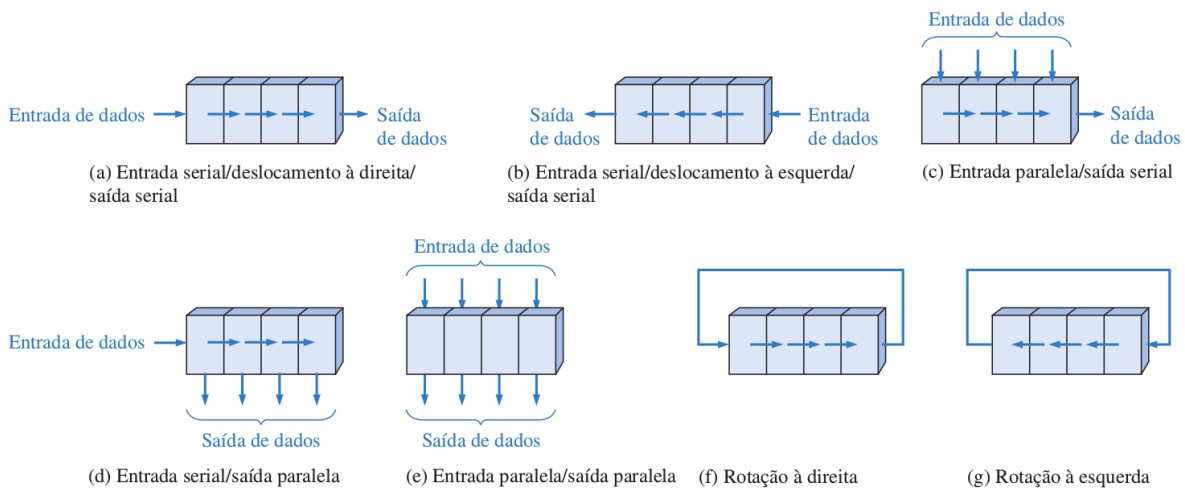 Entrada de dados
Saída
de dados
(a) Entrada serial/deslocamento à direita/
saída serial
Saída
de dados
Entrada
de dados
(b) Entrada serial/deslocamento à esquerda/
saída serial
Entrada de dados
Saída
de dados
(c) Entrada paralela/saída serial
Entrada de dados
Saída de dados
(d) Entrada serial/saída paralela
Entrada de dados
Saída de dados
(e) Entrada paralela/saída paralela
(f) Rotação à direita
(g) Rotação à esquerda